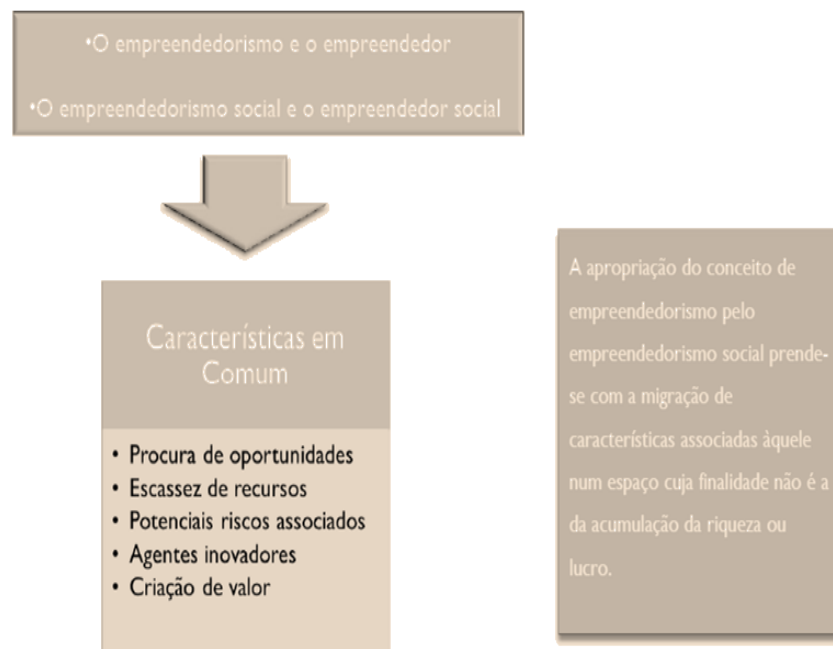 •O empreendedorismo e o empreendedor
•O empreendedorismo social e o empreendedor social
Características em
Comum
• Procura de oportunidades
• Escassez de recursos
• Potenciais riscos associados
• Agentes inovadores
• Criação de valor
A apropriação do conceito de
empreendedorismo pelo
empreendedorismo social prende-
se com a migração de
características associadas àquele
num espaço cuja finalidade não é a
da acumulação da riqueza ou
lucro.